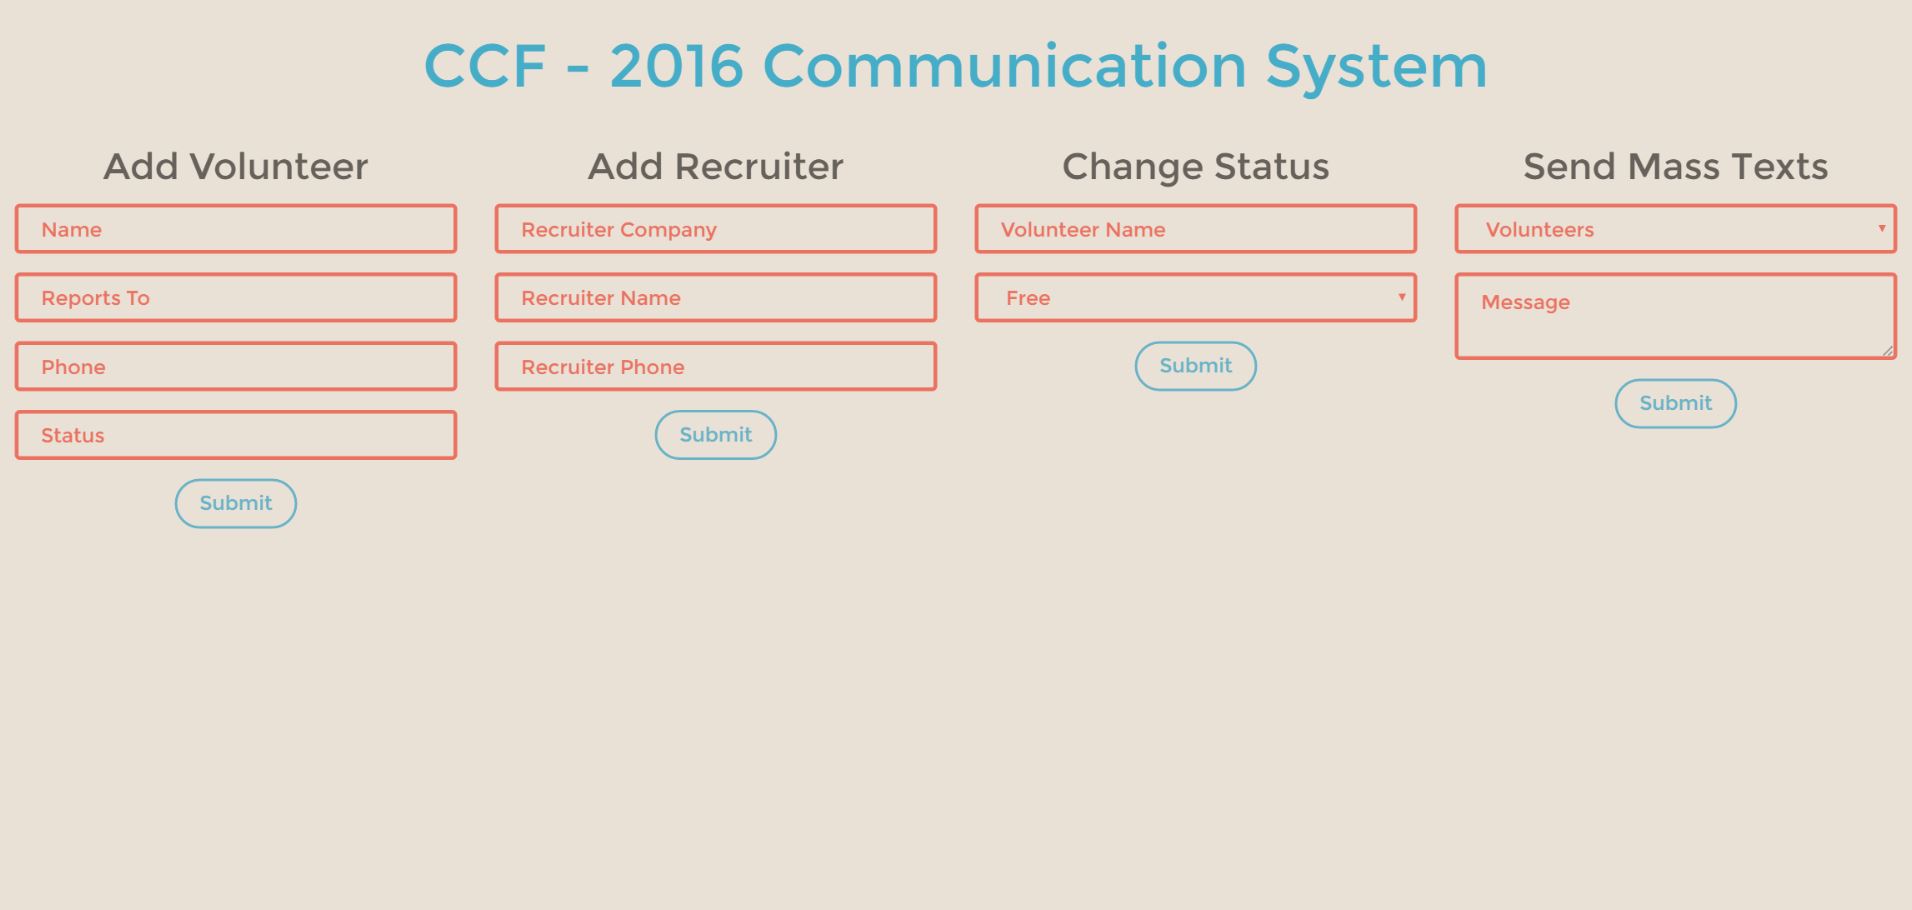 CCF - 2016 Communication System
Add Volunteer
Name
Reports To
Phone
Status
Submit
Add Recruiter
Recruiter Company
Recruiter Name
Recruiter Phone
Submit
Change Status
Volunteer Name
Free
Submit
Send Mass Texts
Volunteers
Message
Submit